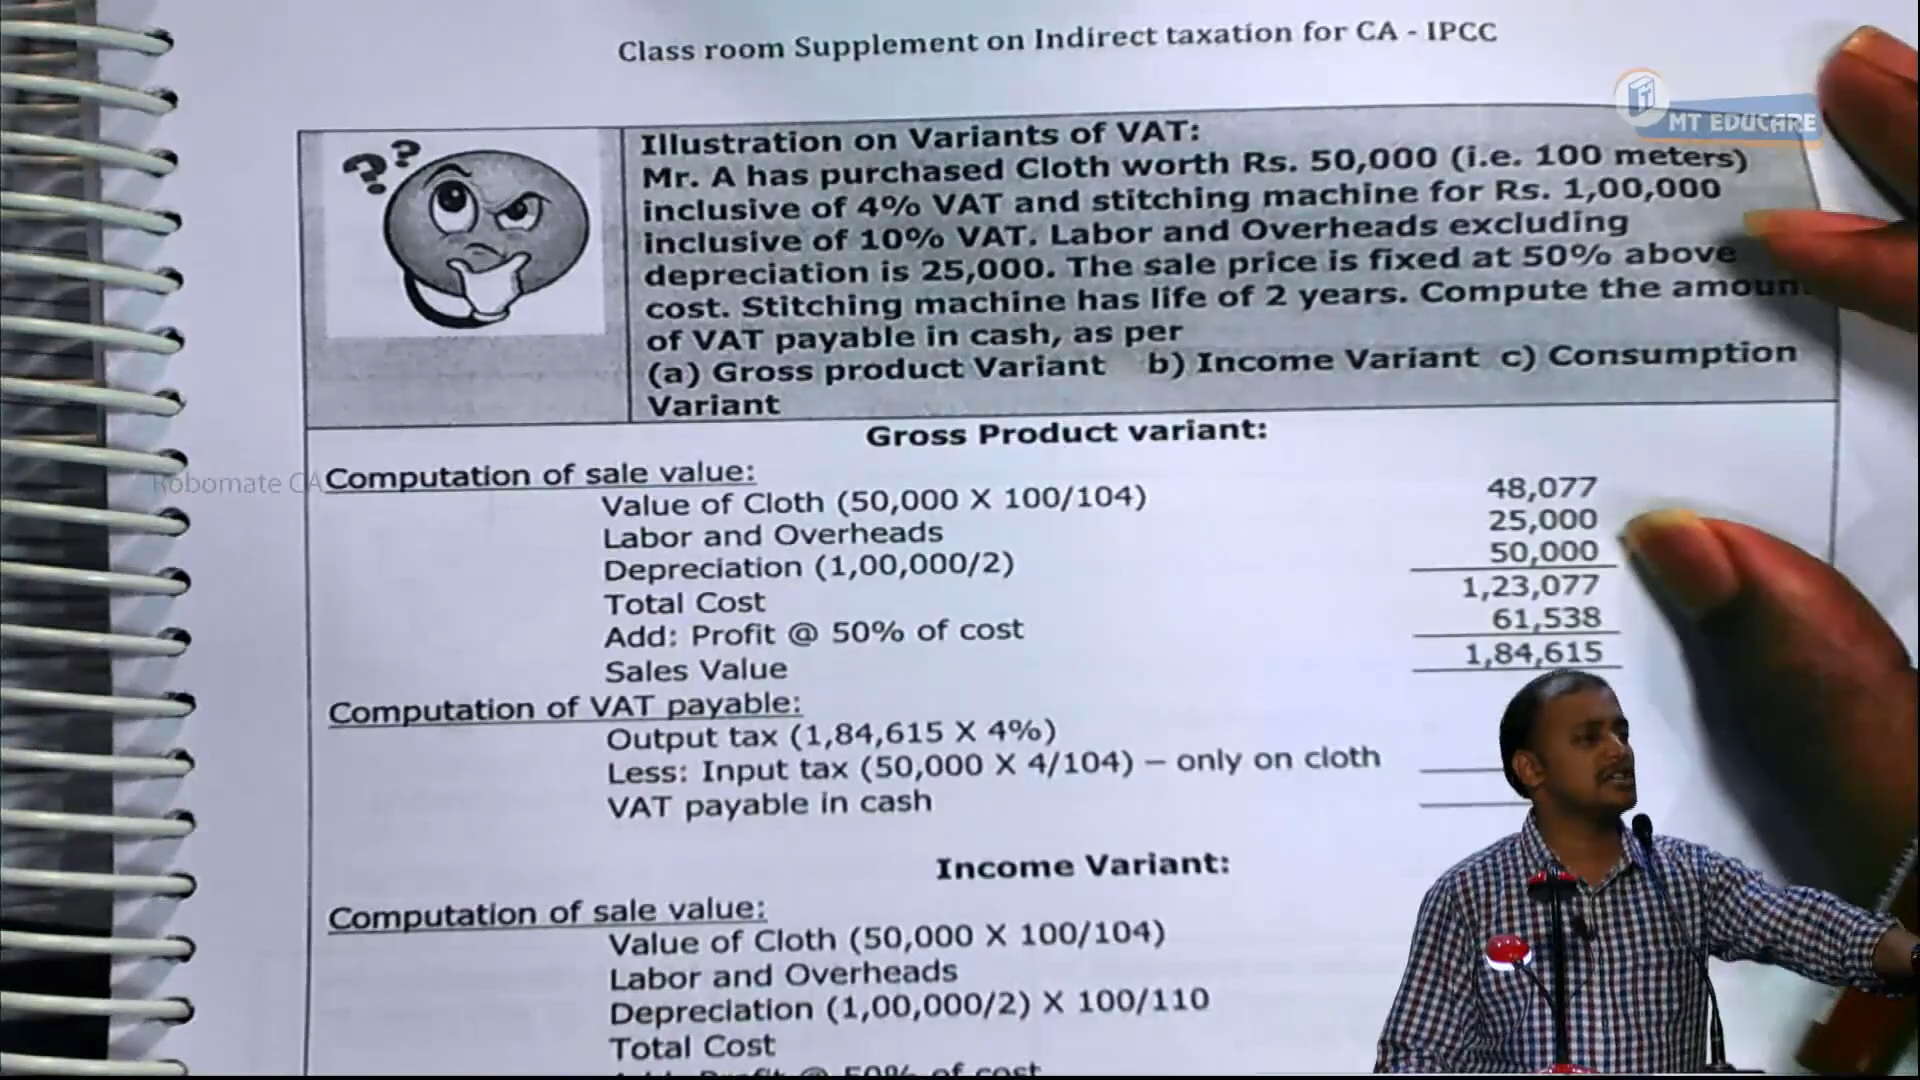 Class room Supplement on Indirect taxation for CA - IPCC
MT EDUCARE
??
Illustration on Variants of VAT:
Mr. A has purchased Cloth worth Rs. 50,000 (i.e. 100 meters)
inclusive of 4% VAT and stitching machine for Rs. 1,00,000
inclusive of 10% VAT. Labor and Overheads excluding
depreciation is 25,000. The sale price is fixed at 50% above
cost. Stitching machine has life of 2 years. Compute the amoun
of VAT payable in cash, as per
(a) Gross product Variant b) Income Variant c) Consumption
Variant
Gross Product variant:
Robomate CA
Computation of sale value:
Value of Cloth (50,000 X 100/104) 48,077
Labor and Overheads 25,000
Depreciation (1,00,000/2) 50,000
Total Cost 1,23,077
Add: Profit @ 50% of cost 61,538
Sales Value 1,84,615
Computation of VAT payable:
Output tax (1,84,615 X 4%)
Less: Input tax (50,000 X 4/104) – only on cloth
VAT payable in cash
Income Variant:
Computation of sale value:
Value of Cloth (50,000 X 100/104)
Labor and Overheads
Depreciation (1,00,000/2) X 100/110
Total Cost
Add: Profit @ 50% of cost